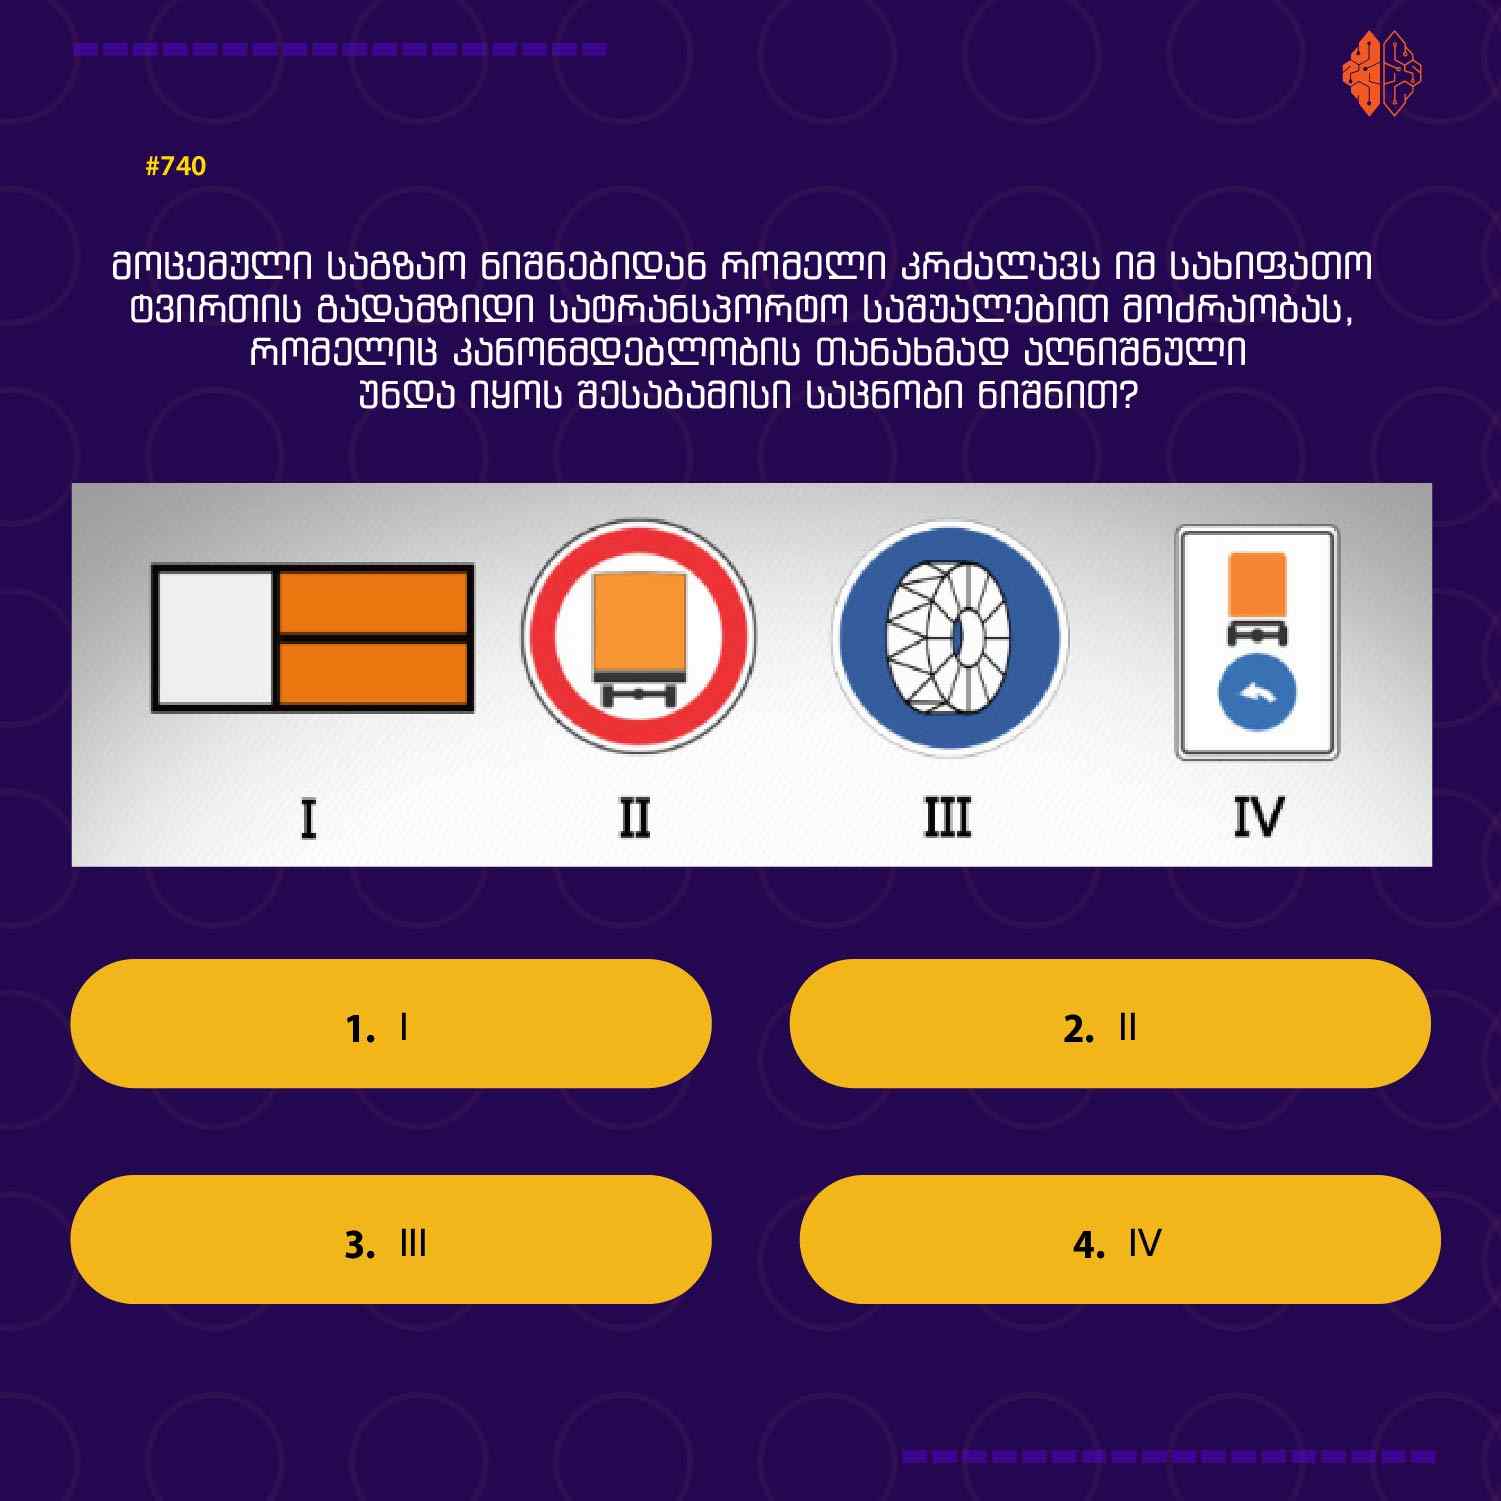 #740
მოცემული საგზაო ნიშნებიდან რომელი კრძალავს იმ სახიფათო
ტვირთის გადამზიდი სატრანსპორტო საშუალებით მოძრაობას,
რომელიც კანონმდებლობის თანახმად აღნიშნული
უნდა იყოს შესაბამისი საცნობი ნიშნით?
I II III IV
1. I
2. II
3. III
4. IV